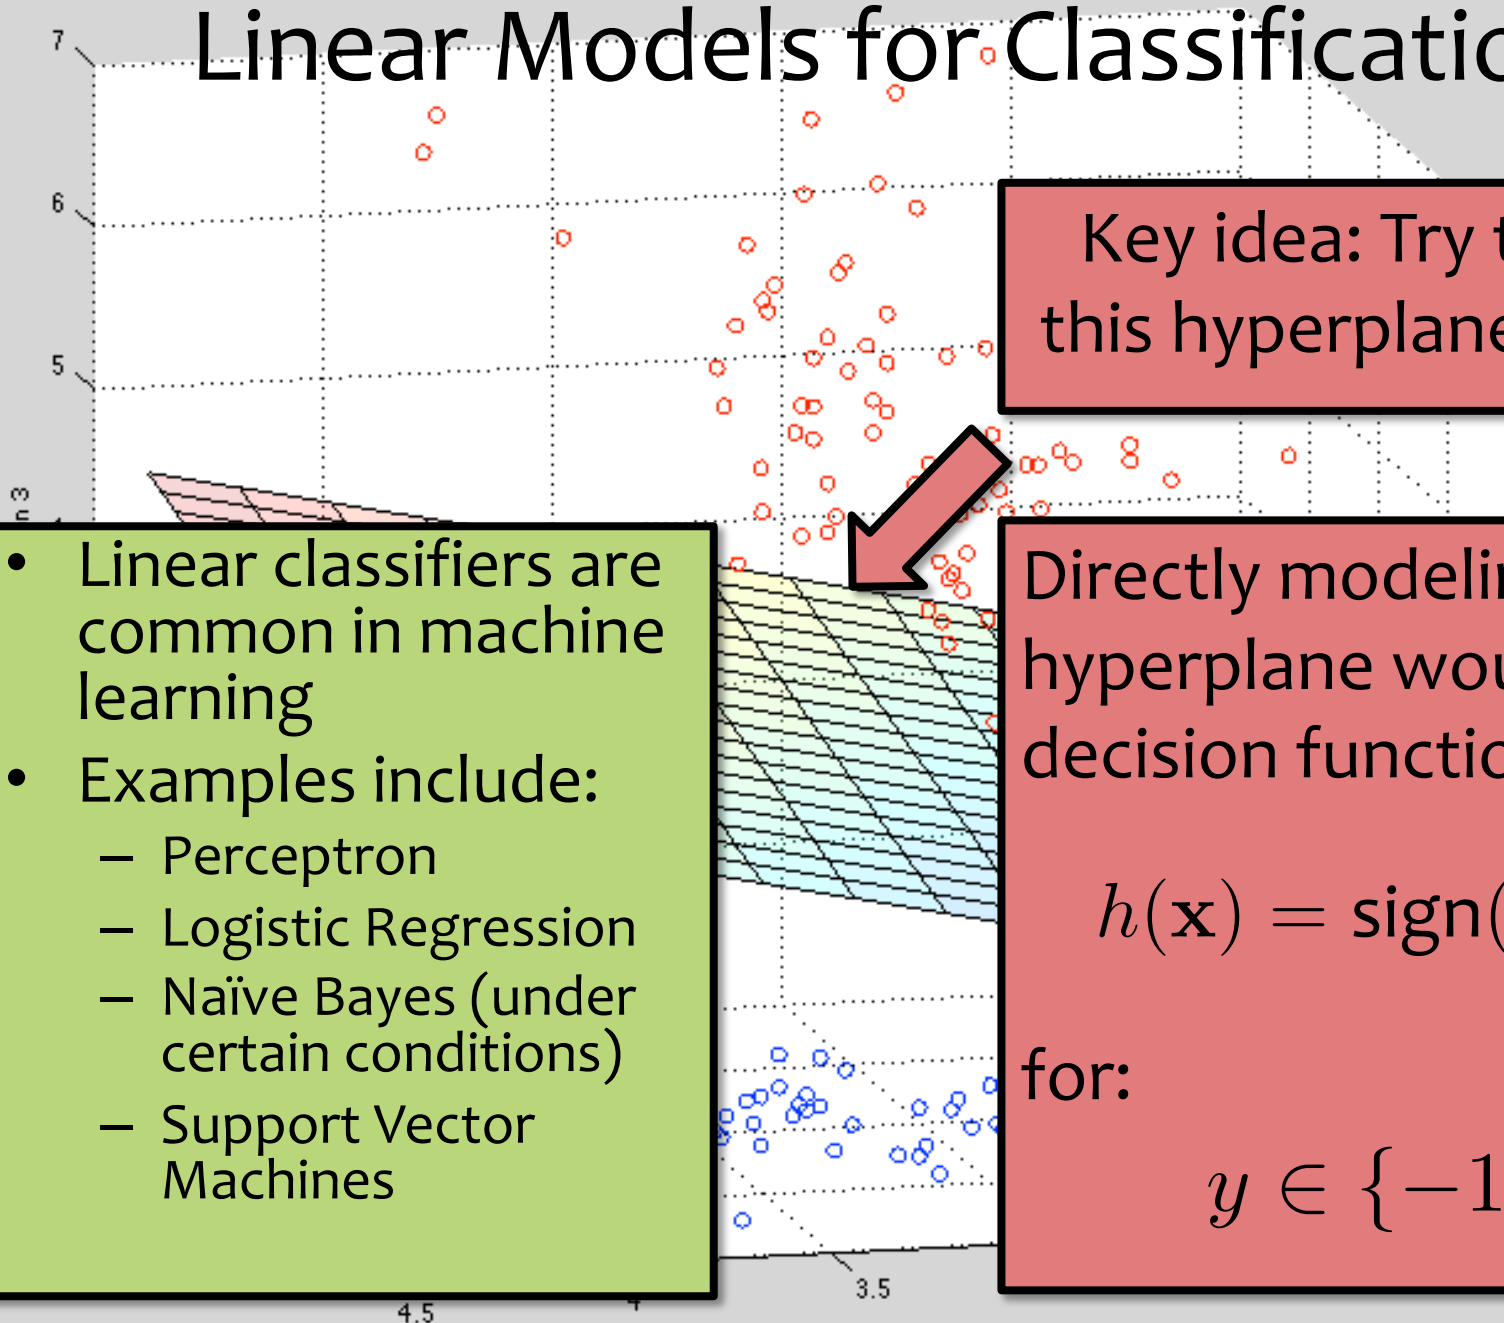 Linear Models for Classificatio
7
6
5
n 3
Key idea: Try t
this hyperplane
• Linear classifiers are
common in machine
learning
• Examples include:
– Perceptron
– Logistic Regression
– Naïve Bayes (under
certain conditions)
– Support Vector
Machines
Directly modelin
hyperplane wou
decision functio
h(x) = sign(
for:
y ∈ {−1
4.5
4
3.5